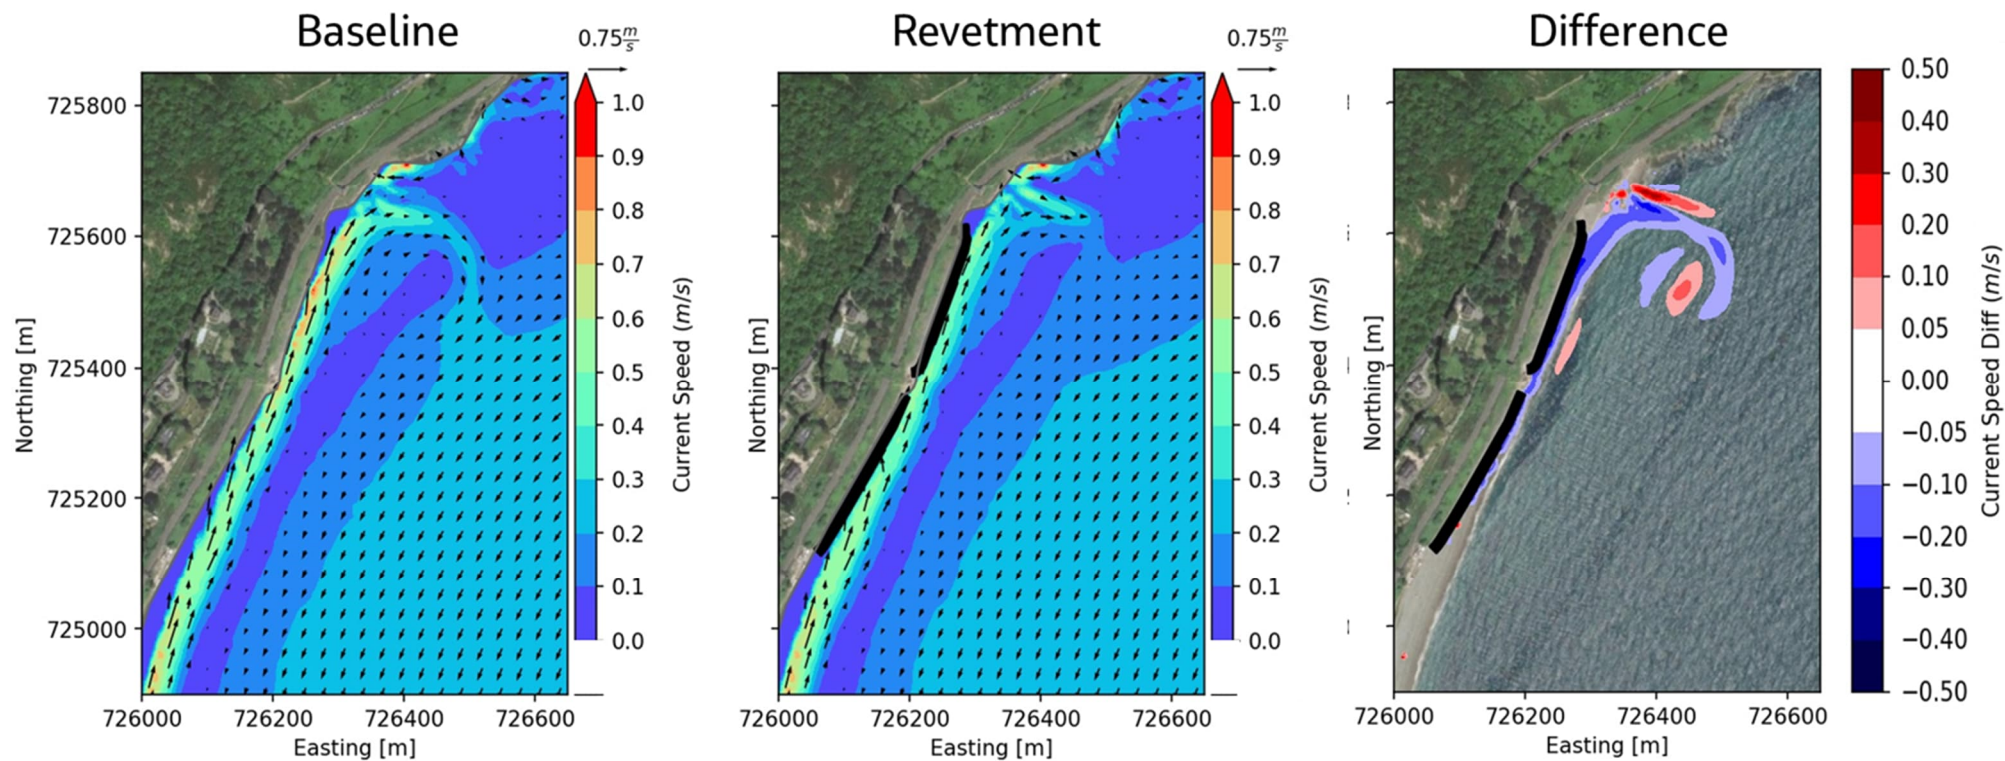 Baseline
0.75 m/s
Revetment
0.75 m/s
Difference
725800
725600
725400
725200
725000
Northing [m]
726000 726200 726400 726600
Easting [m]
1.0
0.9
0.8
0.7
0.6
0.5
0.4
0.3
0.2
0.1
0.0
Current Speed (m/s)
Northing [m]
726000 726200 726400 726600
Easting [m]
1.0
0.9
0.8
0.7
0.6
0.5
0.4
0.3
0.2
0.1
0.0
Current Speed (m/s)
Northing [m]
726000 726200 726400 726600
Easting [m]
0.50
0.40
0.30
0.20
0.10
0.05
0.00
−0.05
−0.10
−0.20
−0.30
−0.40
−0.50
Current Speed Diff (m/s)